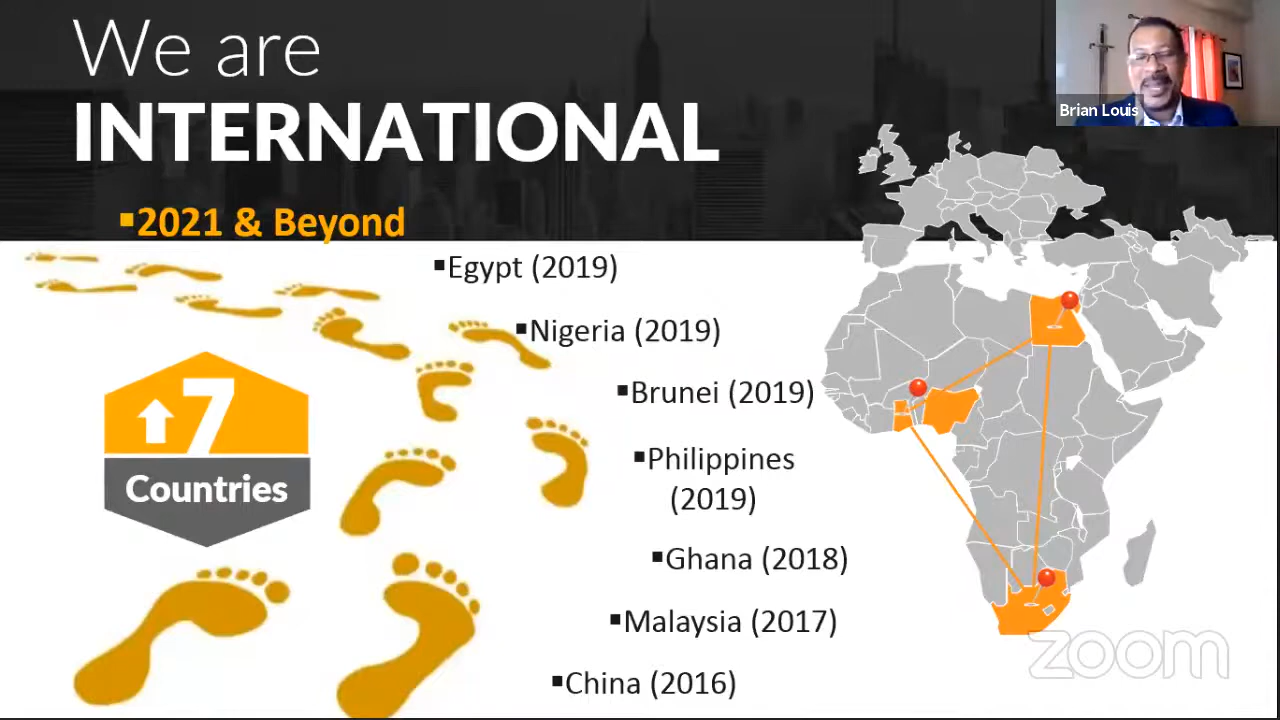 We are
INTERNATIONAL
Brian Louis
▪2021 & Beyond
▪Egypt (2019)
▪Nigeria (2019)
▪Brunei (2019)
▪Philippines
(2019)
▪Ghana (2018)
▪Malaysia (2017)
▪China (2016)
7
Countries
zoom